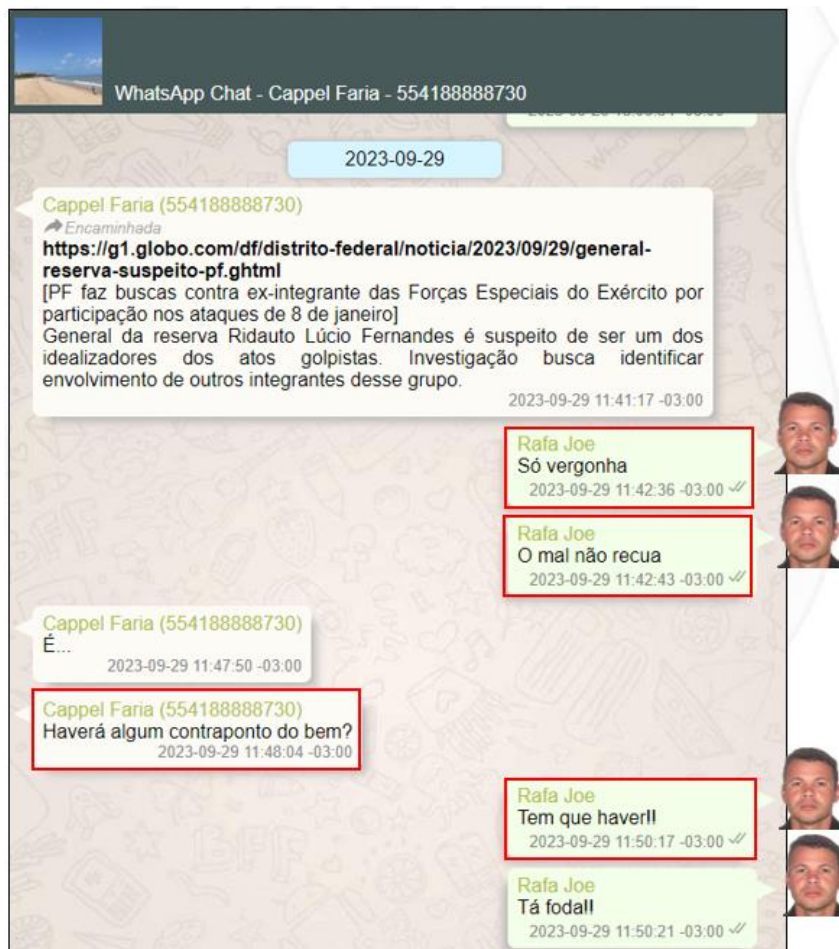 WhatsApp Chat - Cappel Faria - 554188888730
2023-09-29
Cappel Faria (554188888730)
Encaminhada
https://g1.globo.com/df/distrito-federal/noticia/2023/09/29/general-
reserva-suspeito-pf.ghtml
[PF faz buscas contra ex-integrante das Forças Especiais do Exército por
participação nos ataques de 8 de janeiro]
General da reserva Ridauto Lúcio Fernandes é suspeito de ser um dos
idealizadores dos atos golpistas. Investigação busca identificar
envolvimento de outros integrantes desse grupo.
2023-09-29 11:41:17 -03:00
Rafa Joe
Só vergonha
2023-09-29 11:42:36 -03:00
Rafa Joe
O mal não recua
2023-09-29 11:42:43 -03:00
Cappel Faria (554188888730)
É...
2023-09-29 11:47:50 -03:00
Cappel Faria (554188888730)
Haverá algum contraponto do bem?
2023-09-29 11:48:04 -03:00
Rafa Joe
Tem que haver!!
2023-09-29 11:50:17 -03:00
Rafa Joe
Tá foda!!
2023-09-29 11:50:21 -03:00